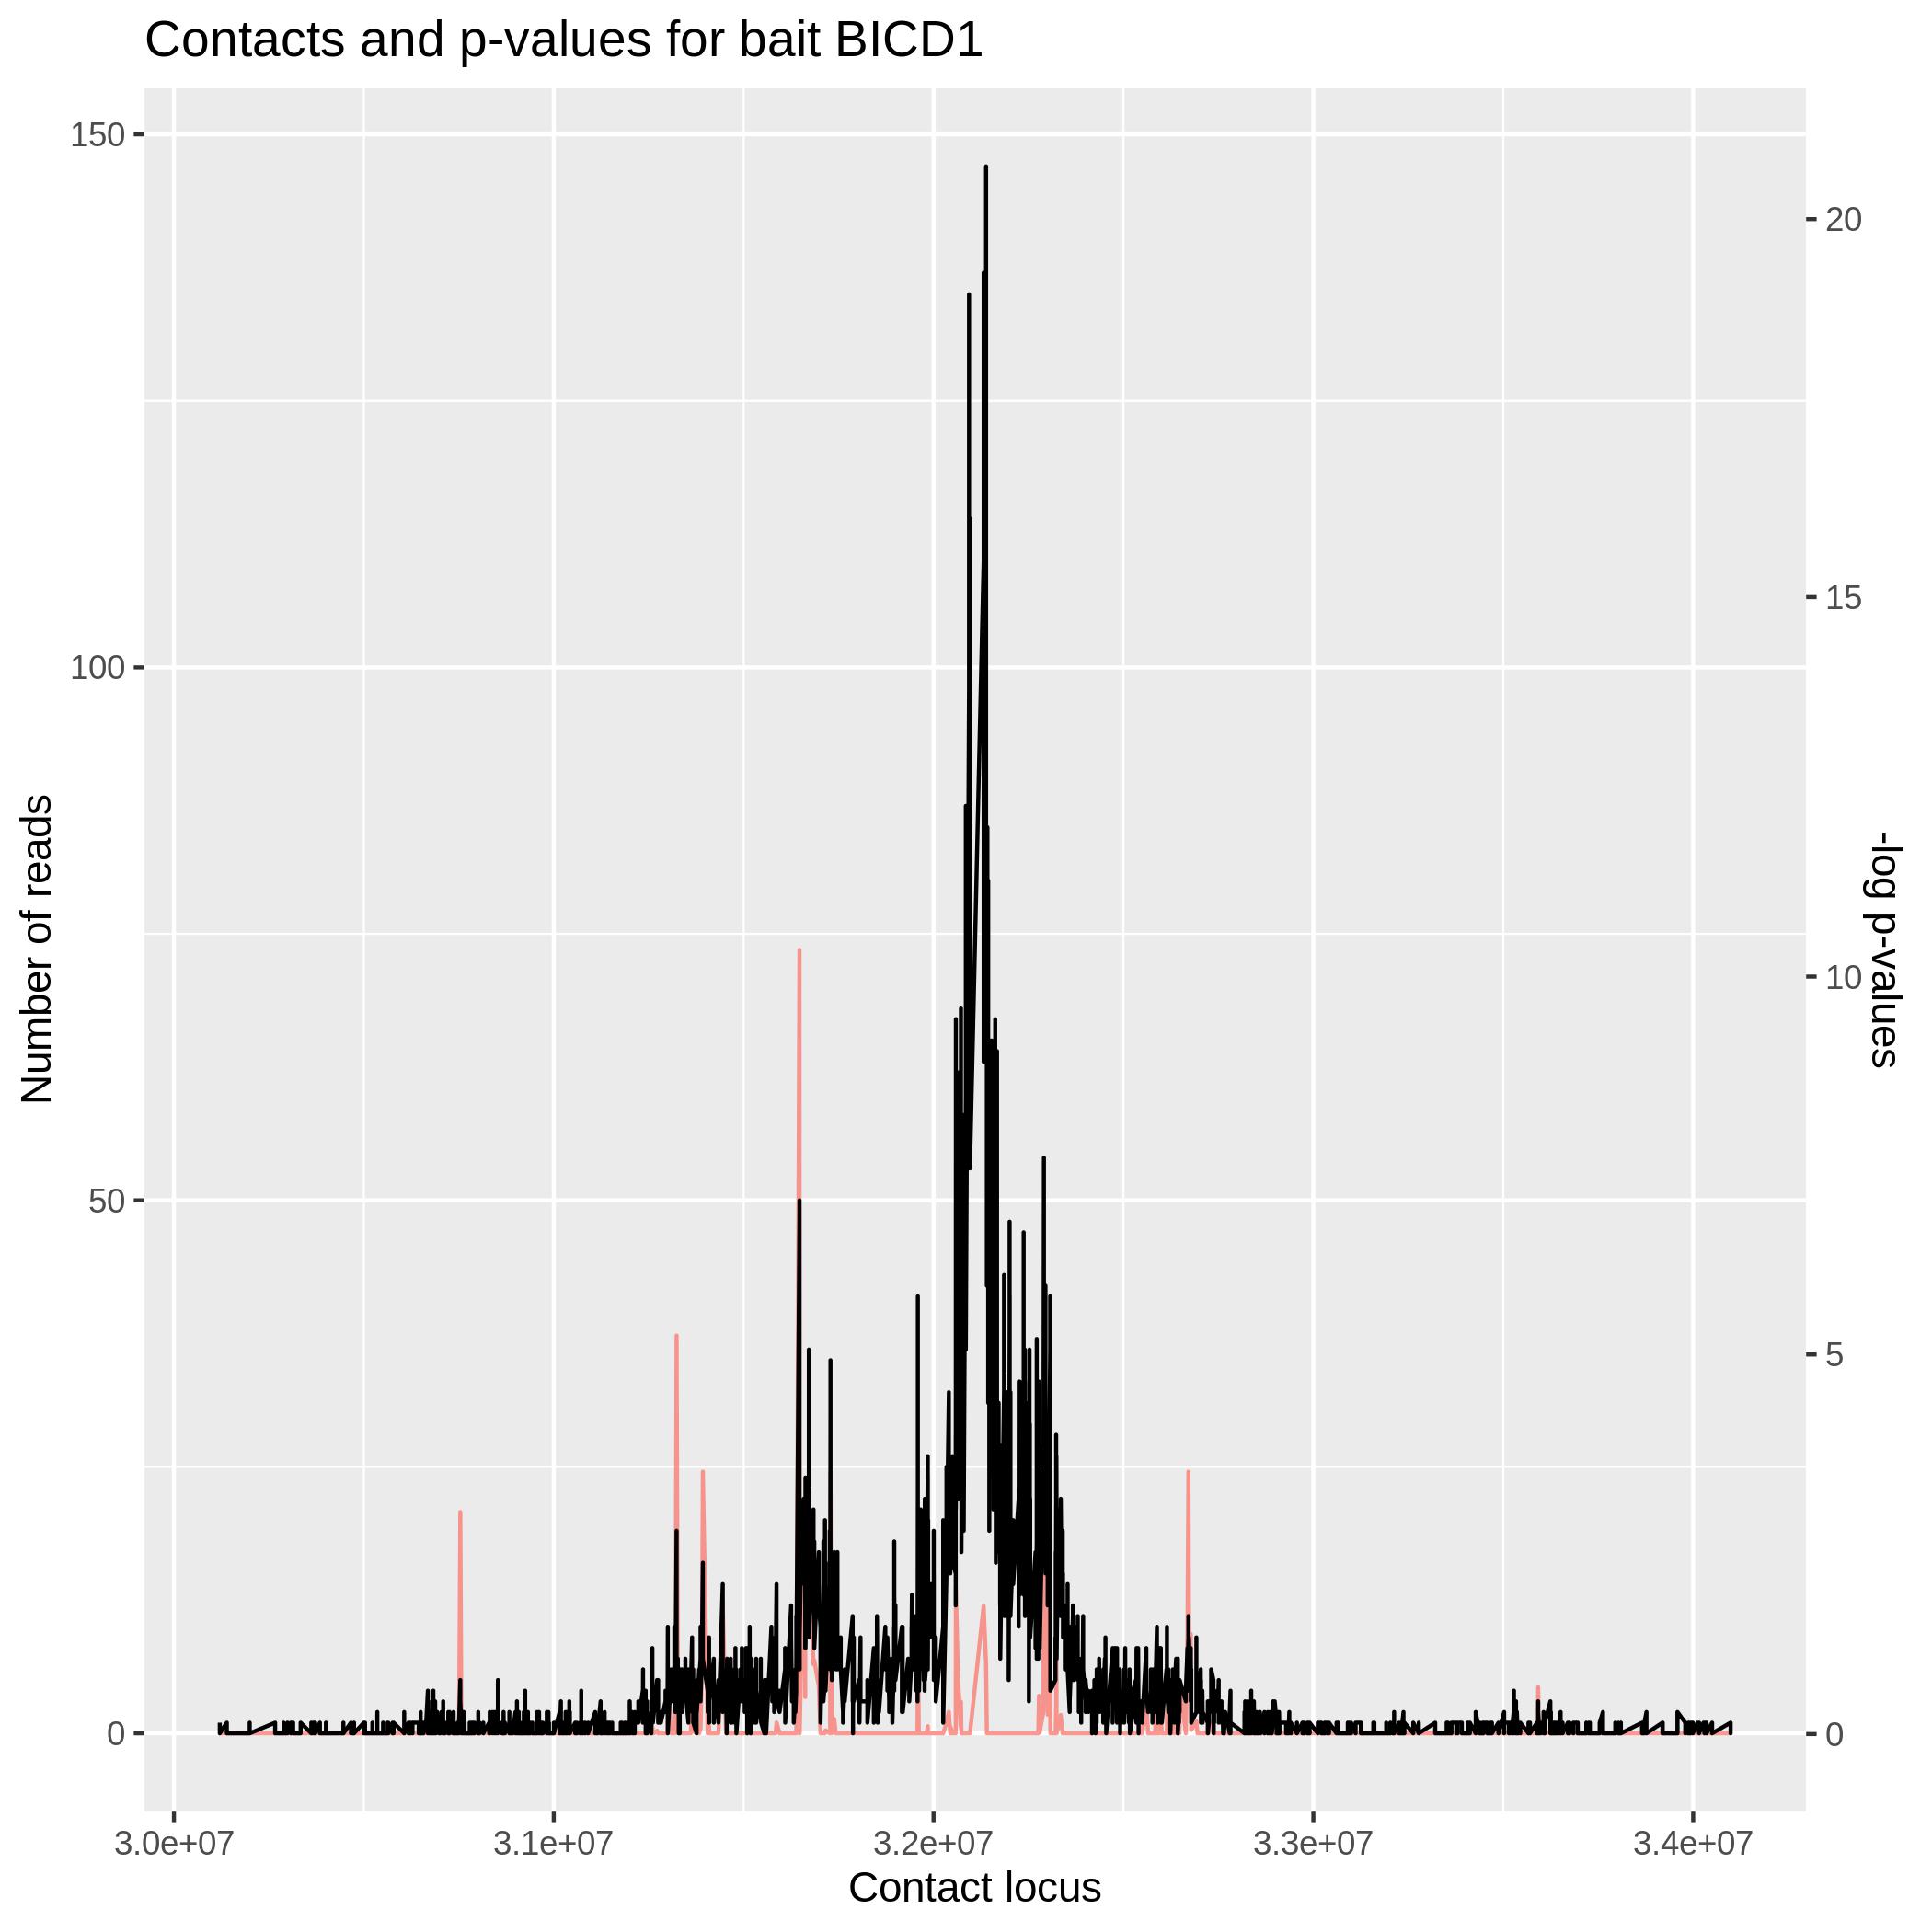 Contacts and p-values for bait BICD1
150
100
50
0
Number of reads
20
15
10
5
0
-log p-values
3.0e+07 3.1e+07 3.2e+07 3.3e+07 3.4e+07
Contact locus